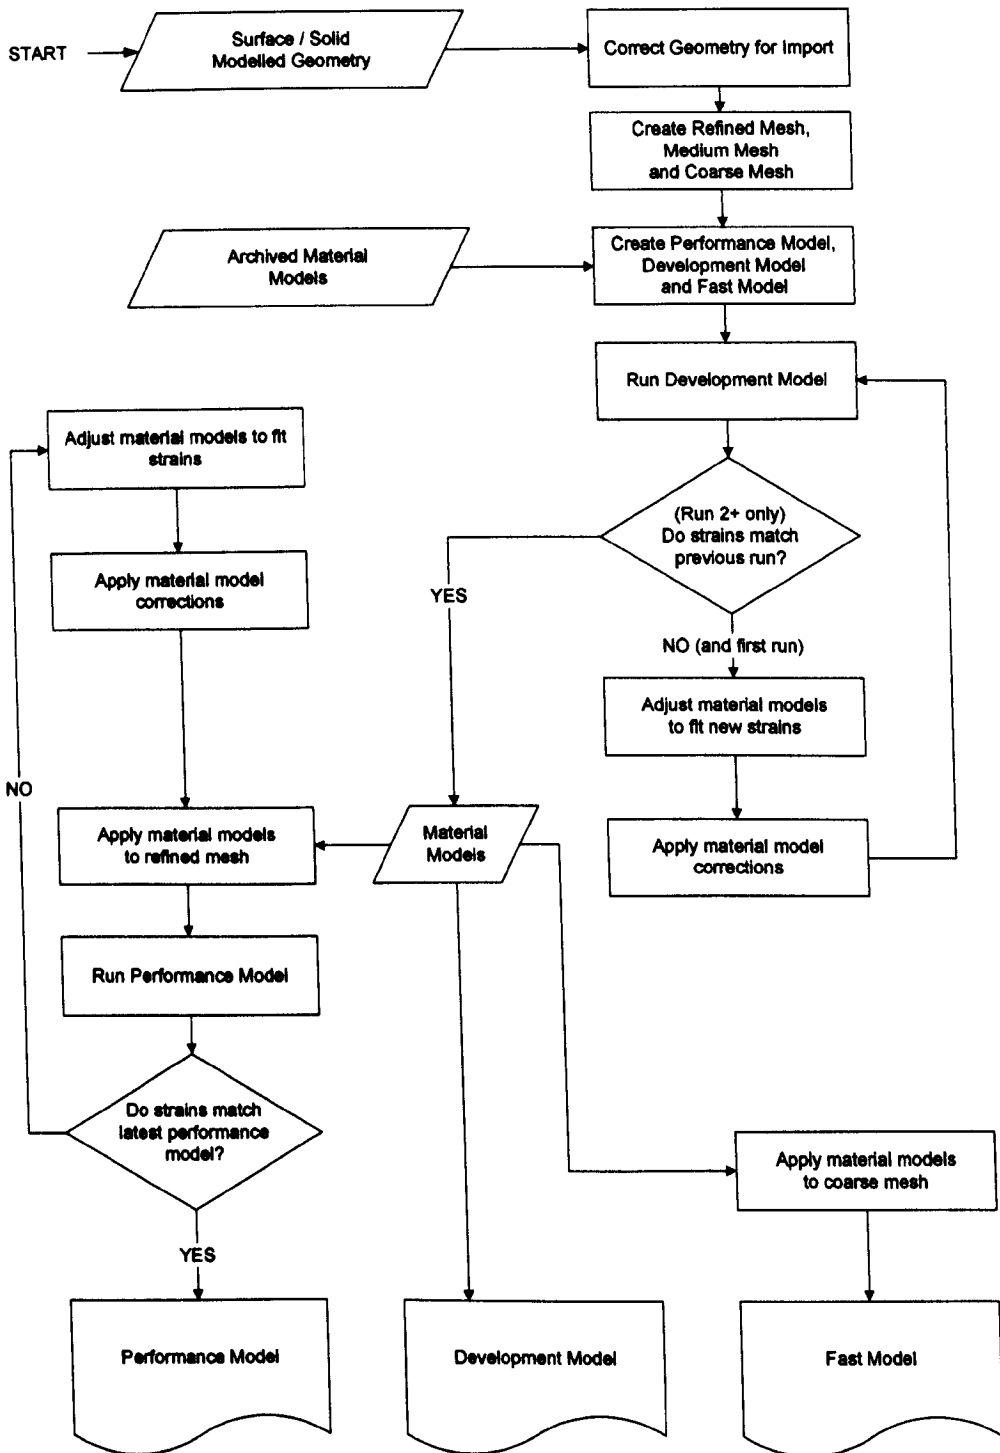 START
Surface / Solid
Modelled Geometry
Correct Geometry for Import
Create Refined Mesh,
Medium Mesh
and Coarse Mesh
Archived Material
Models
Create Performance Model,
Development Model
and Fast Model
Run Development Model
Adjust material models to fit
strains
(Run 2+ only)
Do strains match
previous run?
Apply material model
corrections
YES
NO (and first run)
Adjust material models
to fit new strains
NO
Apply material models
to refined mesh
Material
Models
Apply material model
corrections
Run Performance Model
Do strains match
latest performance
model?
Apply material models
to coarse mesh
YES
Performance Model
Development Model
Fast Model